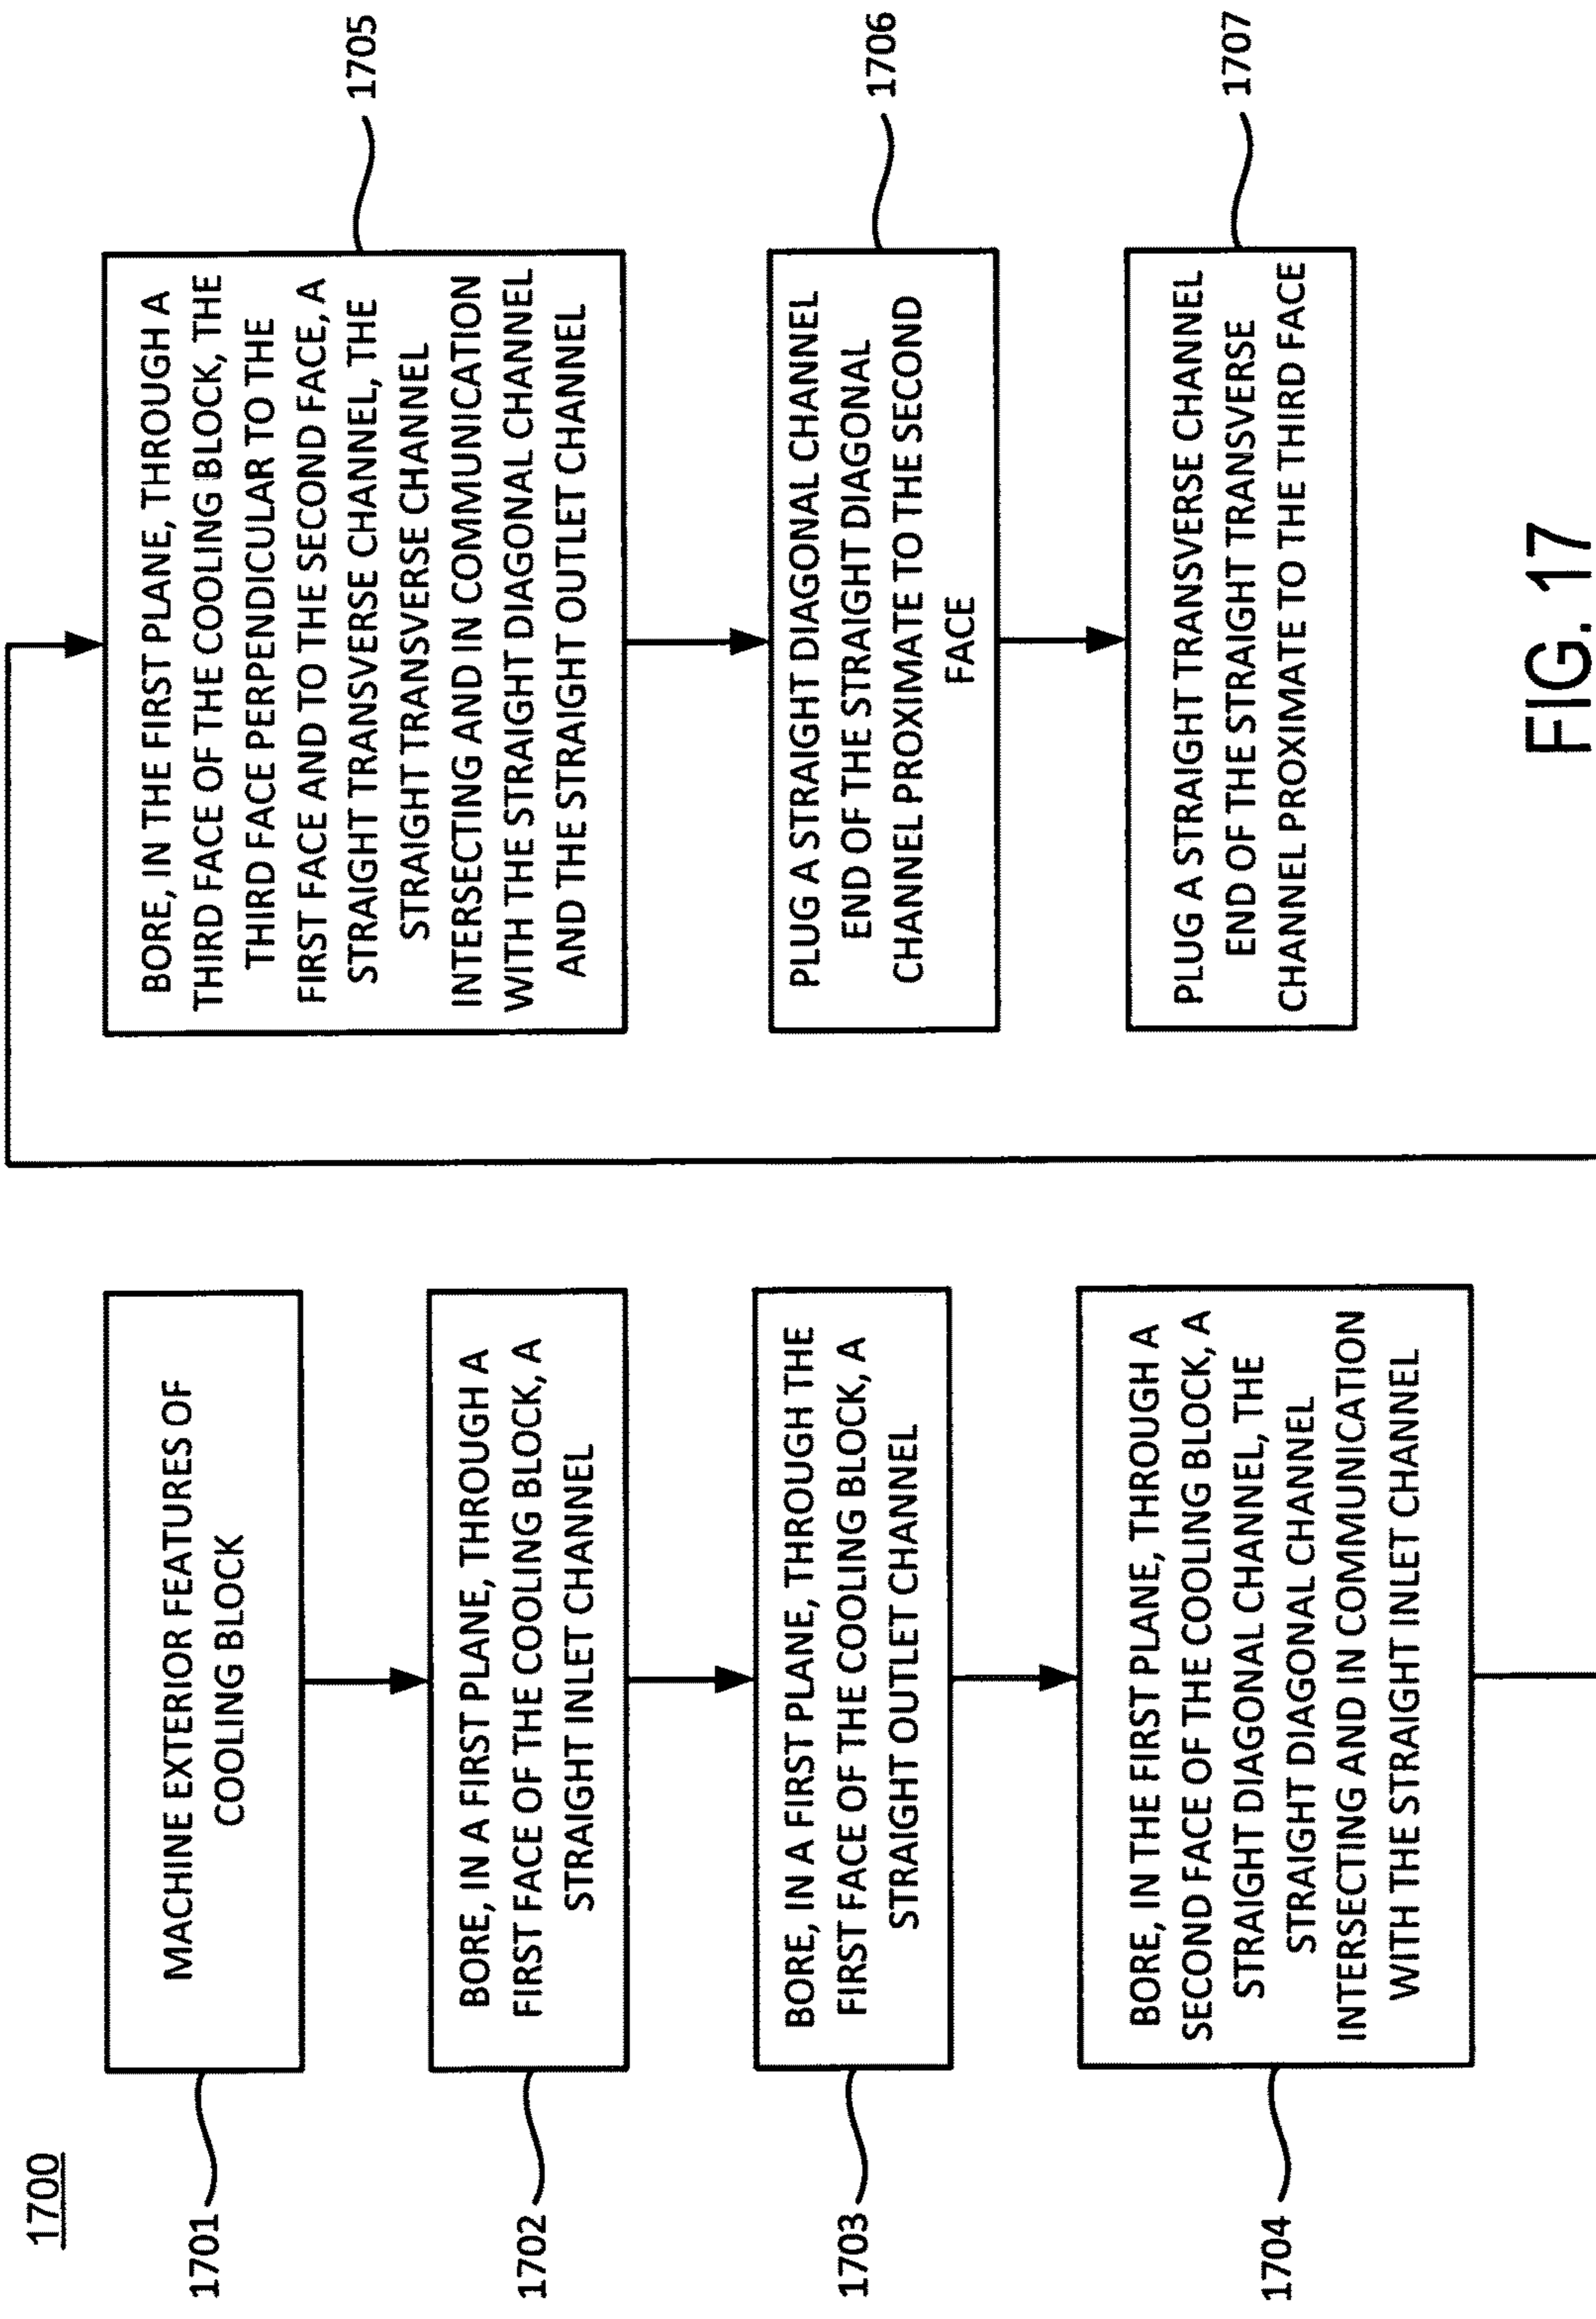 1700
1701
MACHINE EXTERIOR FEATURES OF
COOLING BLOCK
1702
BORE, IN A FIRST PLANE, THROUGH A
FIRST FACE OF THE COOLING BLOCK, A
STRAIGHT INLET CHANNEL
1703
BORE, IN A FIRST PLANE, THROUGH THE
FIRST FACE OF THE COOLING BLOCK, A
STRAIGHT OUTLET CHANNEL
1704
BORE, IN THE FIRST PLANE, THROUGH A
SECOND FACE OF THE COOLING BLOCK, A
STRAIGHT DIAGONAL CHANNEL, THE
STRAIGHT DIAGONAL CHANNEL
INTERSECTING AND IN COMMUNICATION
WITH THE STRAIGHT INLET CHANNEL
1705
BORE, IN THE FIRST PLANE, THROUGH A
THIRD FACE OF THE COOLING BLOCK, THE
THIRD FACE PERPENDICULAR TO THE
FIRST FACE AND TO THE SECOND FACE, A
STRAIGHT TRANSVERSE CHANNEL, THE
STRAIGHT TRANSVERSE CHANNEL
INTERSECTING AND IN COMMUNICATION
WITH THE STRAIGHT DIAGONAL CHANNEL
AND THE STRAIGHT OUTLET CHANNEL
1706
PLUG A STRAIGHT DIAGONAL CHANNEL
END OF THE STRAIGHT DIAGONAL
CHANNEL PROXIMATE TO THE SECOND
FACE
1707
PLUG A STRAIGHT TRANSVERSE CHANNEL
END OF THE STRAIGHT TRANSVERSE
CHANNEL PROXIMATE TO THE THIRD FACE
FIG. 17